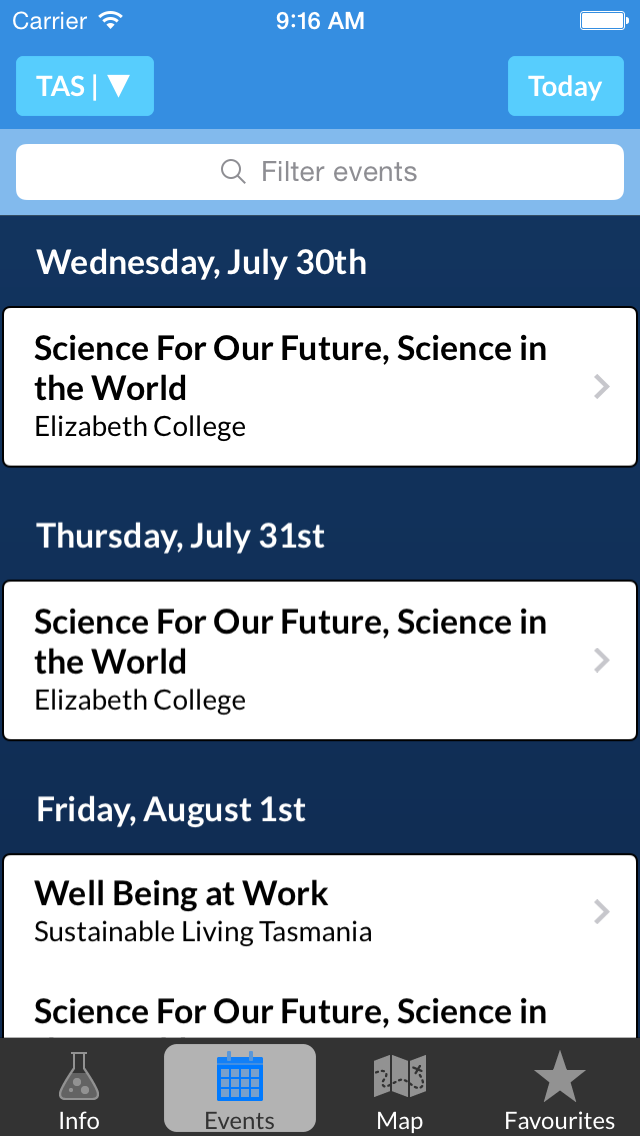 Carrier 9:16 AM
TAS | ▼ Today
Filter events
Wednesday, July 30th
Science For Our Future, Science in
the World
Elizabeth College
Thursday, July 31st
Science For Our Future, Science in
the World
Elizabeth College
Friday, August 1st
Well Being at Work
Sustainable Living Tasmania
Science For Our Future, Science in
Info Events Map Favourites